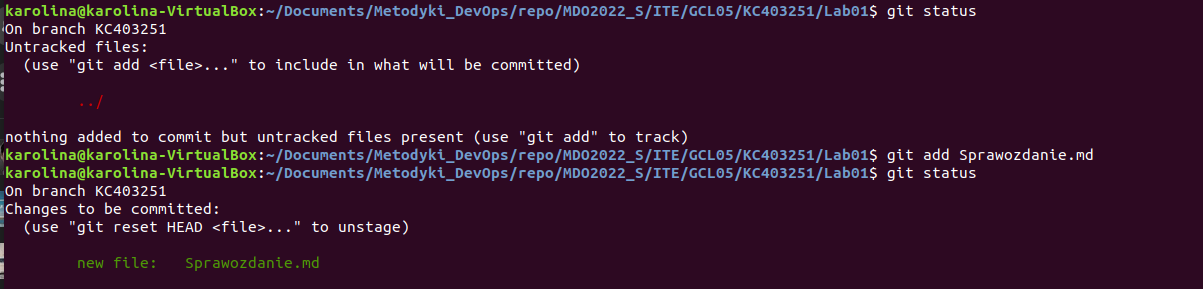 karolina@karolina-VirtualBox:~/Documents/Metodyki_DevOps/repo/MDO2022_S/ITE/GCL05/KC403251/Lab01$ git status
On branch KC403251
Untracked files:
  (use "git add <file>..." to include in what will be committed)

        ../

nothing added to commit but untracked files present (use "git add" to track)
karolina@karolina-VirtualBox:~/Documents/Metodyki_DevOps/repo/MDO2022_S/ITE/GCL05/KC403251/Lab01$ git add Sprawozdanie.md
karolina@karolina-VirtualBox:~/Documents/Metodyki_DevOps/repo/MDO2022_S/ITE/GCL05/KC403251/Lab01$ git status
On branch KC403251
Changes to be committed:
  (use "git reset HEAD <file>..." to unstage)

        new file:   Sprawozdanie.md